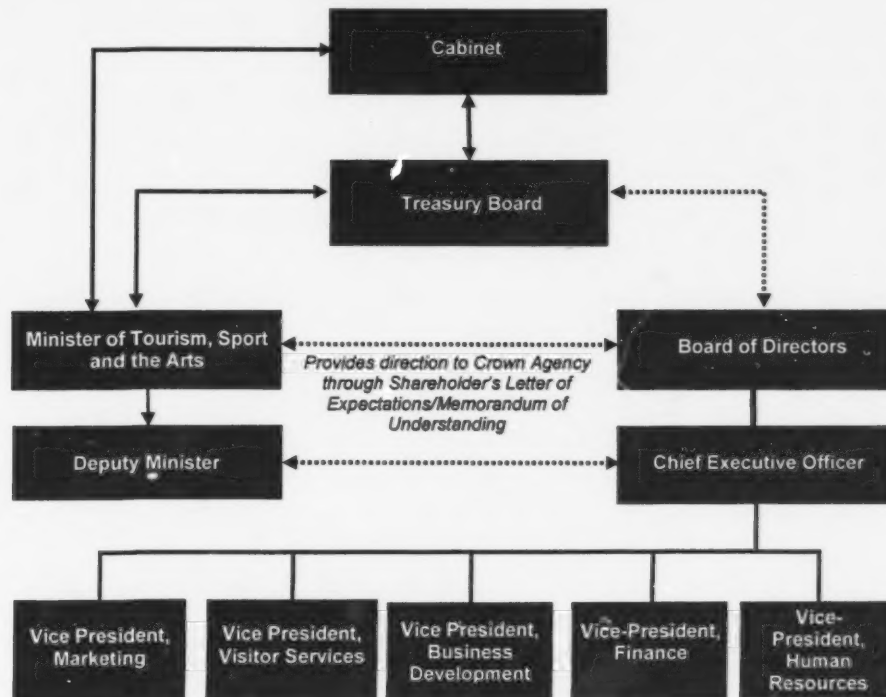 Cabinet
Treasury Board
Minister of Tourism, Sport
and the Arts
Board of Directors
Provides direction to Crown Agency
through Shareholder's Letter of
Expectations/Memorandum of
Understanding
Deputy Minister
Chief Executive Officer
Vice President,
Marketing
Vice President,
Visitor Services
Vice President,
Business
Development
Vice-President,
Finance
Vice-
President,
Human
Resources